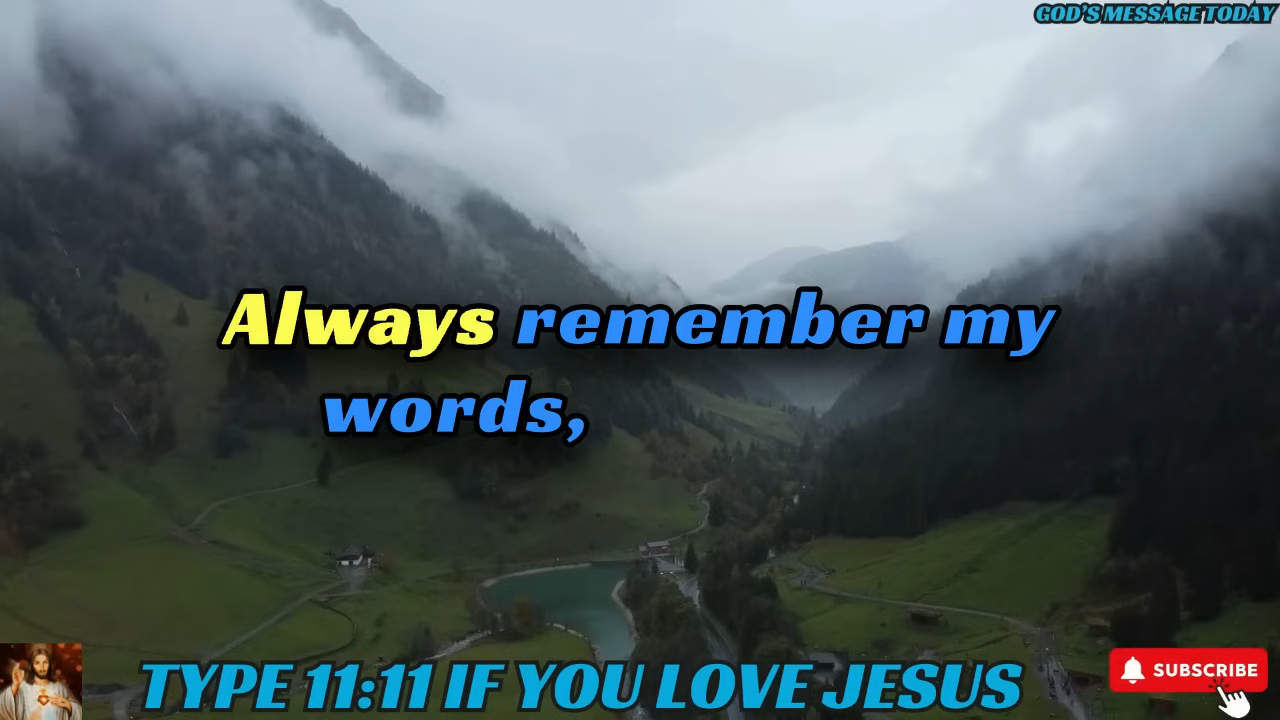 GOD'S MESSAGE TODAY
Always remember my
words,
TYPE 11:11 IF YOU LOVE JESUS
SUBSCRIBE